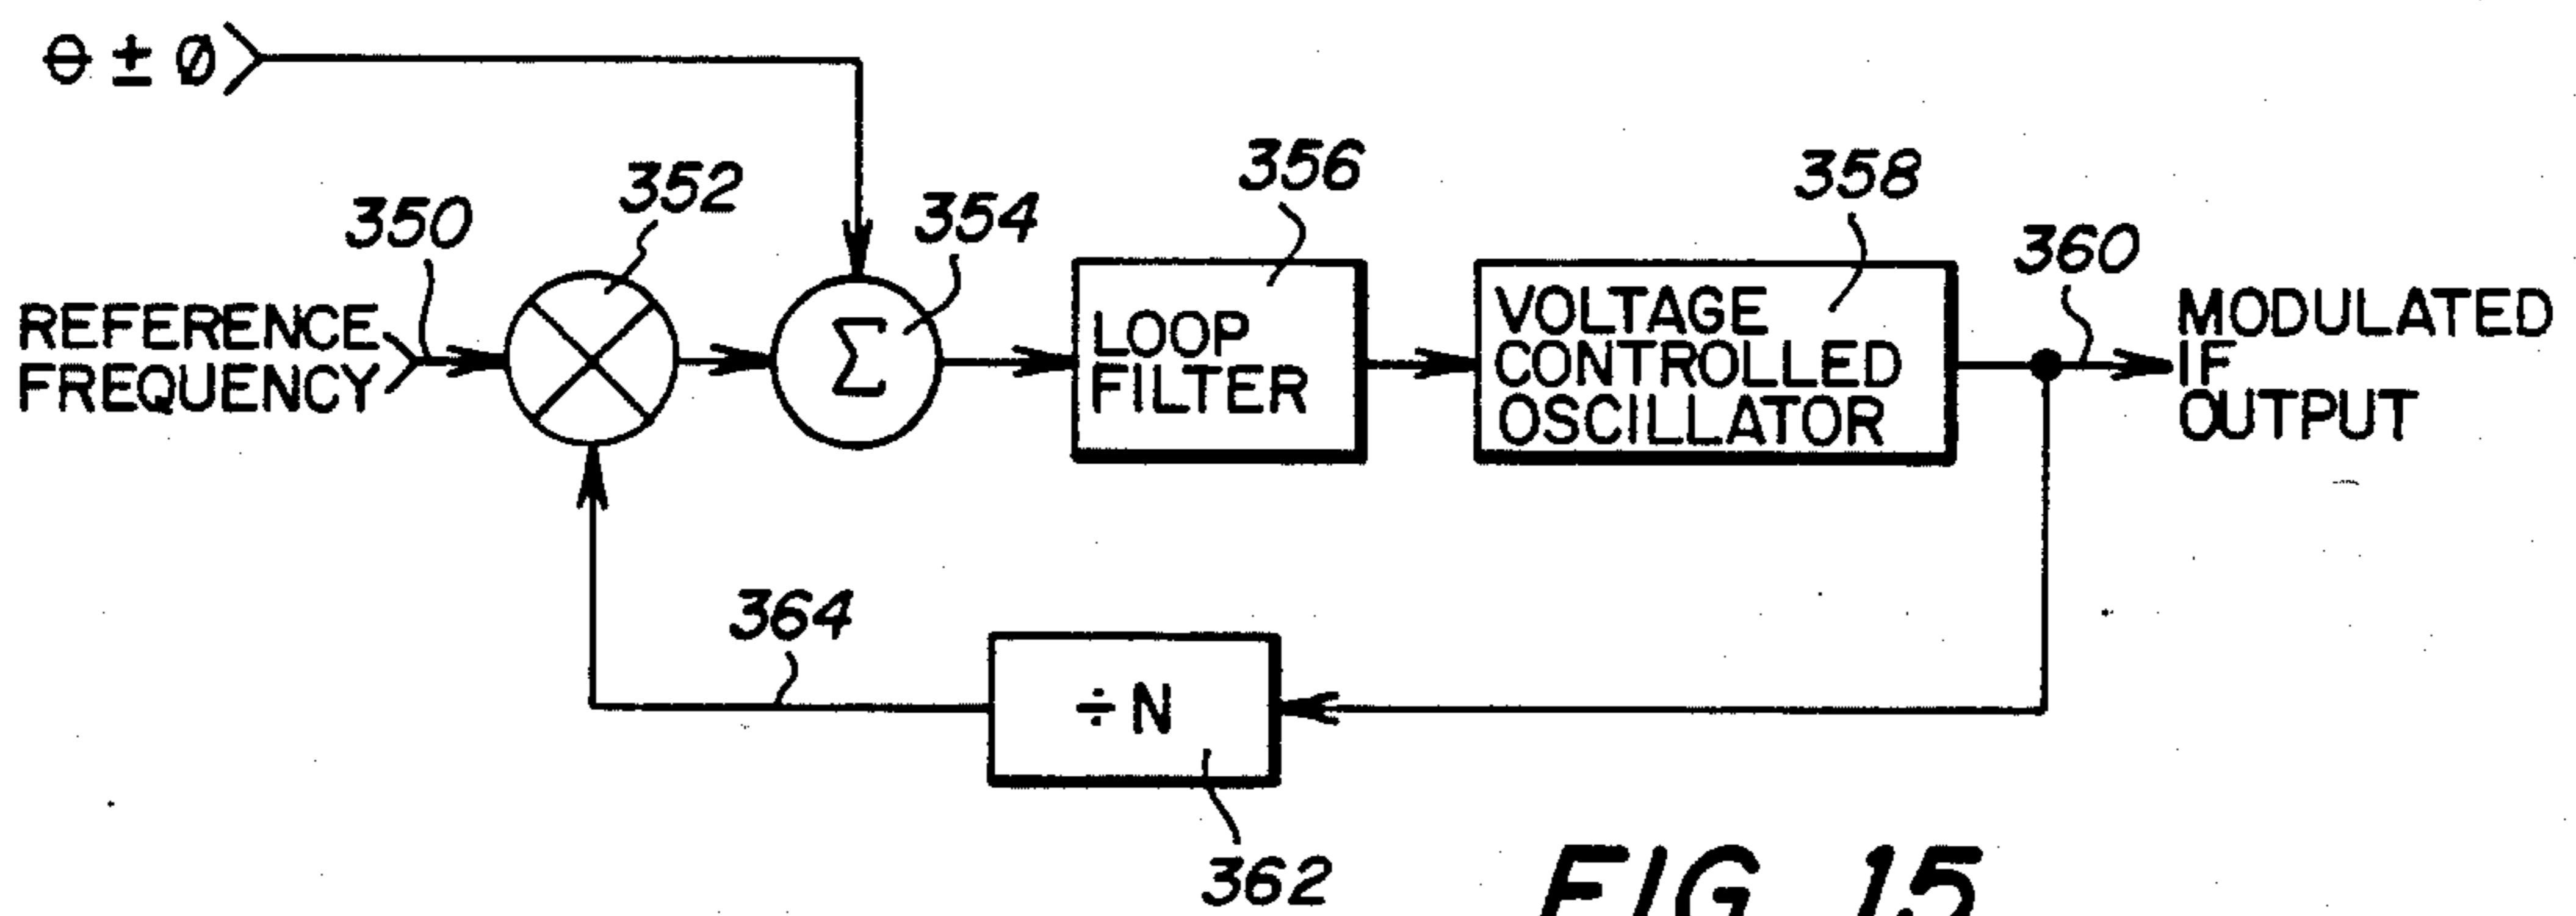 θ ± Ø
350
352
354
356
358
360
REFERENCE
FREQUENCY
Σ
LOOP
FILTER
VOLTAGE
CONTROLLED
OSCILLATOR
MODULATED
IF
OUTPUT
364
÷ N
362
FIG. 15